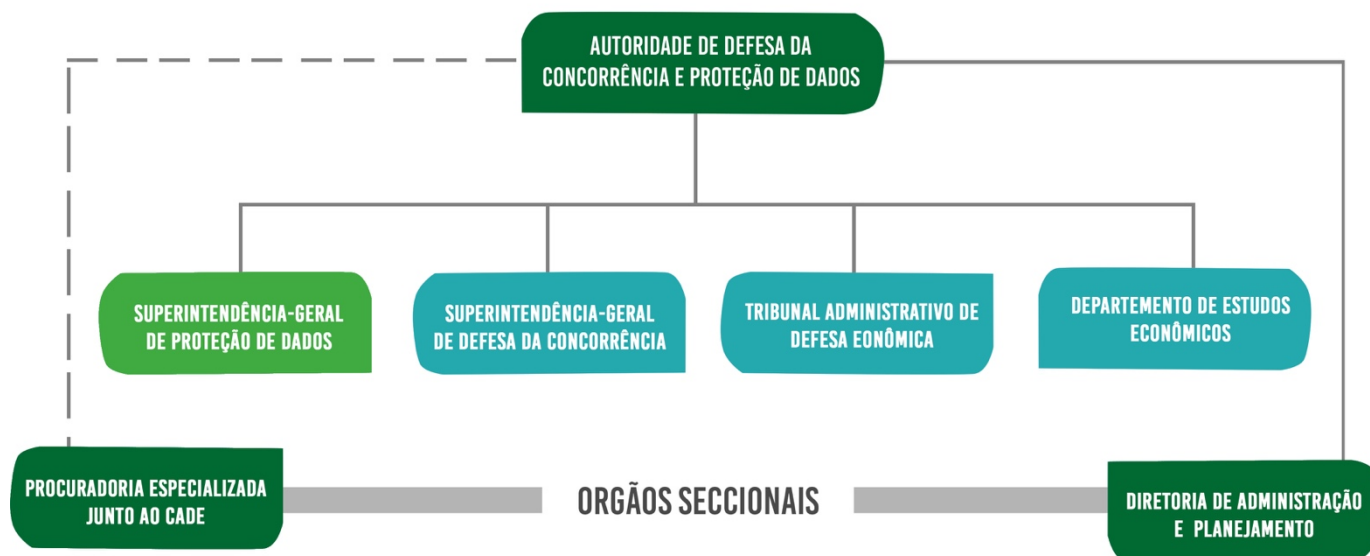 AUTORIDADE DE DEFESA DA
CONCORRÊNCIA E PROTEÇÃO DE DADOS
SUPERINTENDÊNCIA-GERAL
DE PROTEÇÃO DE DADOS
SUPERINTENDÊNCIA-GERAL
DE DEFESA DA CONCORRÊNCIA
TRIBUNAL ADMINISTRATIVO DE
DEFESA EONÔMICA
DEPARTEMENTO DE ESTUDOS
ECONÔMICOS
PROCURADORIA ESPECIALIZADA
JUNTO AO CADE
ORGÃOS SECCIONAIS
DIRETORIA DE ADMINISTRAÇÃO
E PLANEJAMENTO